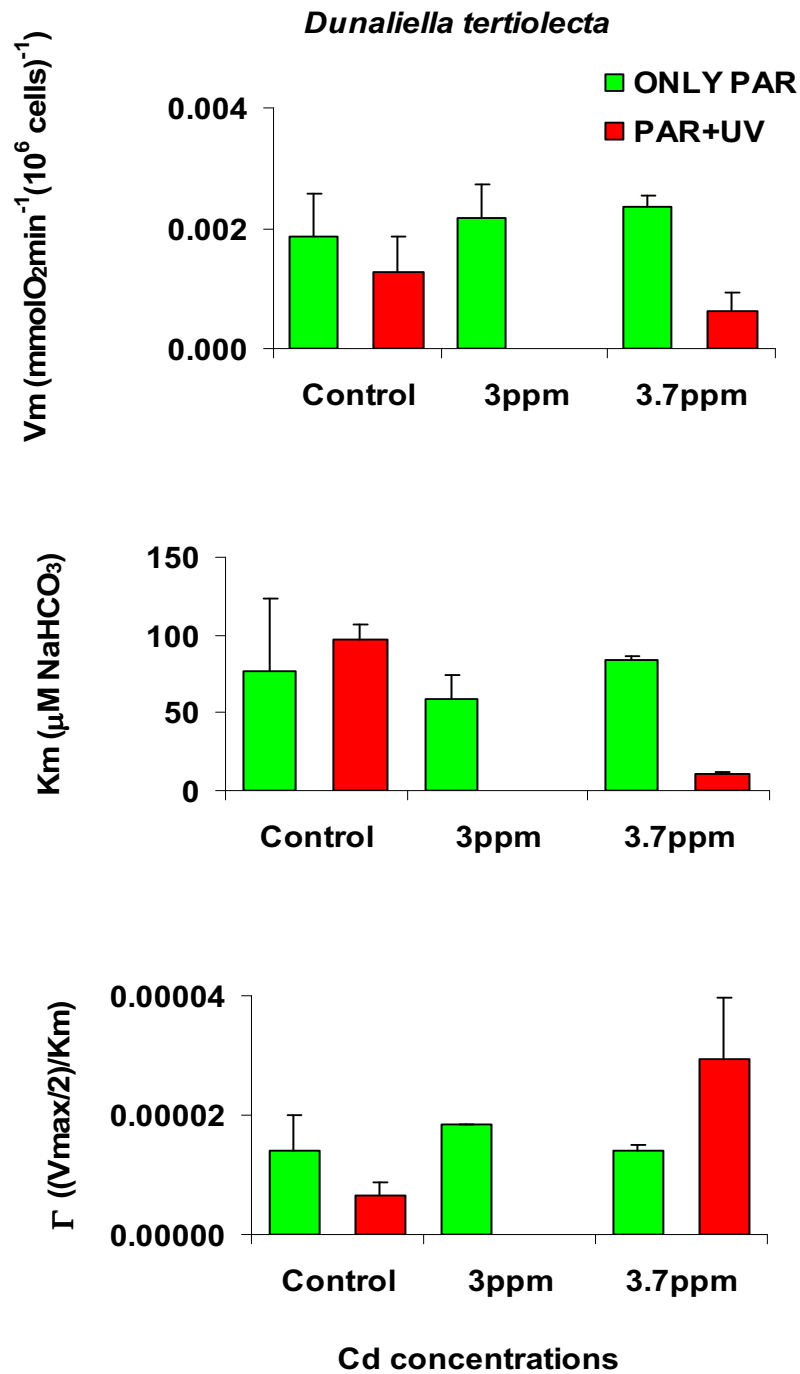 Dunaliella tertiolecta
ONLY PAR
PAR+UV
Vm (mmolO₂min⁻¹(10⁶ cells)⁻¹)
0.004
0.002
0.000
Control 3ppm 3.7ppm
Km (μM NaHCO₃)
150
100
50
0
Control 3ppm 3.7ppm
Γ ((Vmax/2)/Km)
0.00004
0.00002
0.00000
Control 3ppm 3.7ppm
Cd concentrations